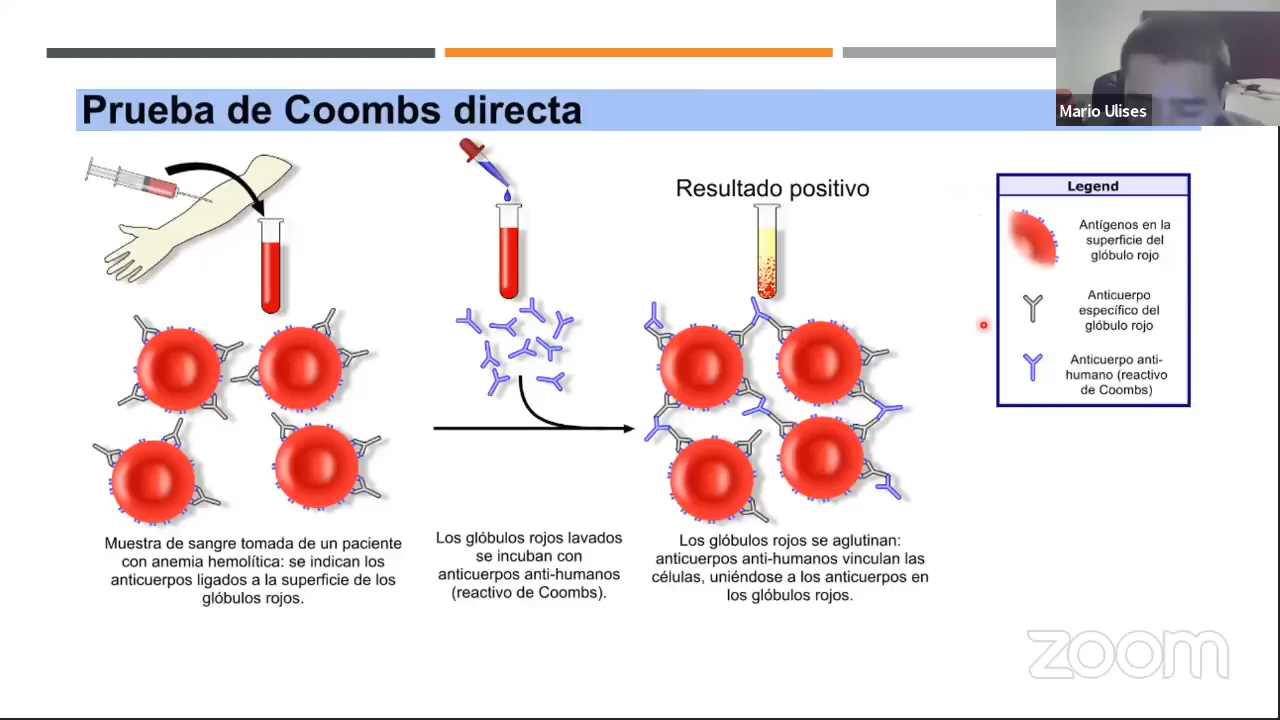 Mario Ulises
Prueba de Coombs directa
Resultado positivo
Legend
Antígenos en la
superficie del
glóbulo rojo
Anticuerpo
específico del
glóbulo rojo
Anticuerpo anti-
humano (reactivo
de Coombs)
Muestra de sangre tomada de un paciente
con anemia hemolítica: se indican los
anticuerpos ligados a la superficie de los
glóbulos rojos.
Los glóbulos rojos lavados
se incuban con
anticuerpos anti-humanos
(reactivo de Coombs).
Los glóbulos rojos se aglutinan:
anticuerpos anti-humanos vinculan las
células, uniéndose a los anticuerpos en
los glóbulos rojos.
zoom